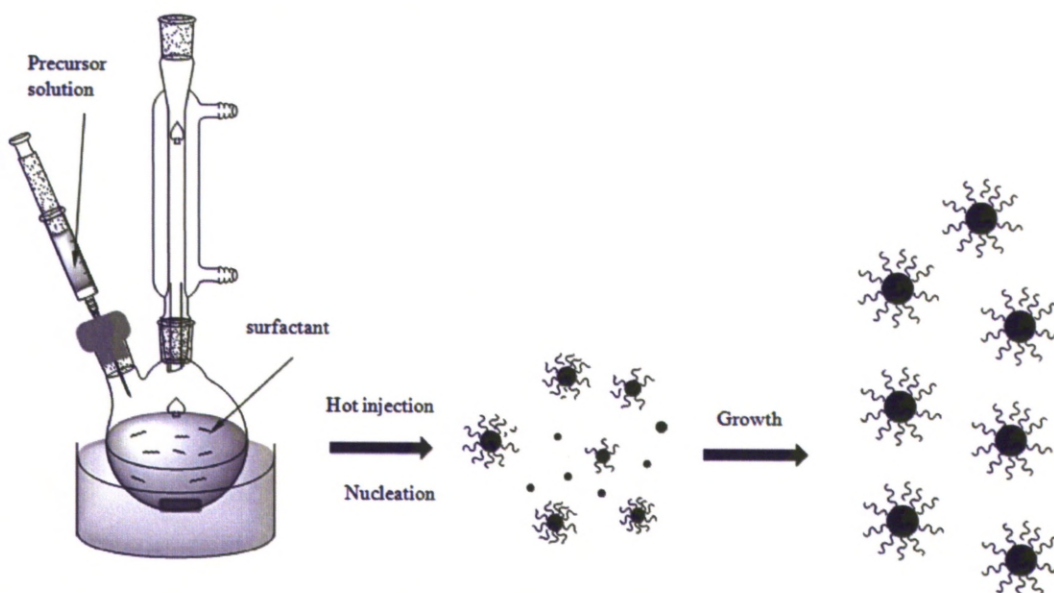 Precursor
solution
surfactant
Hot injection
Nucleation
Growth